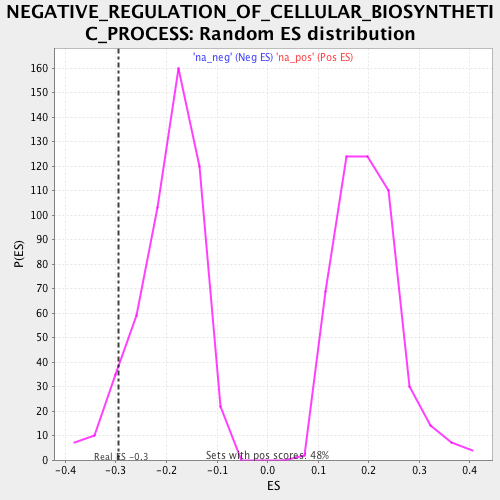 NEGATIVE_REGULATION_OF_CELLULAR_BIOSYNTHETI
C_PROCESS: Random ES distribution
'na_neg' (Neg ES) 'na_pos' (Pos ES)
160
150
140
130
120
110
100
90
80
70
60
50
40
30
20
10
0
P(ES)
Real ES -0.3
Sets with pos scores: 48%
-0.4 -0.3 -0.2 -0.1 0.0 0.1 0.2 0.3 0.4
ES